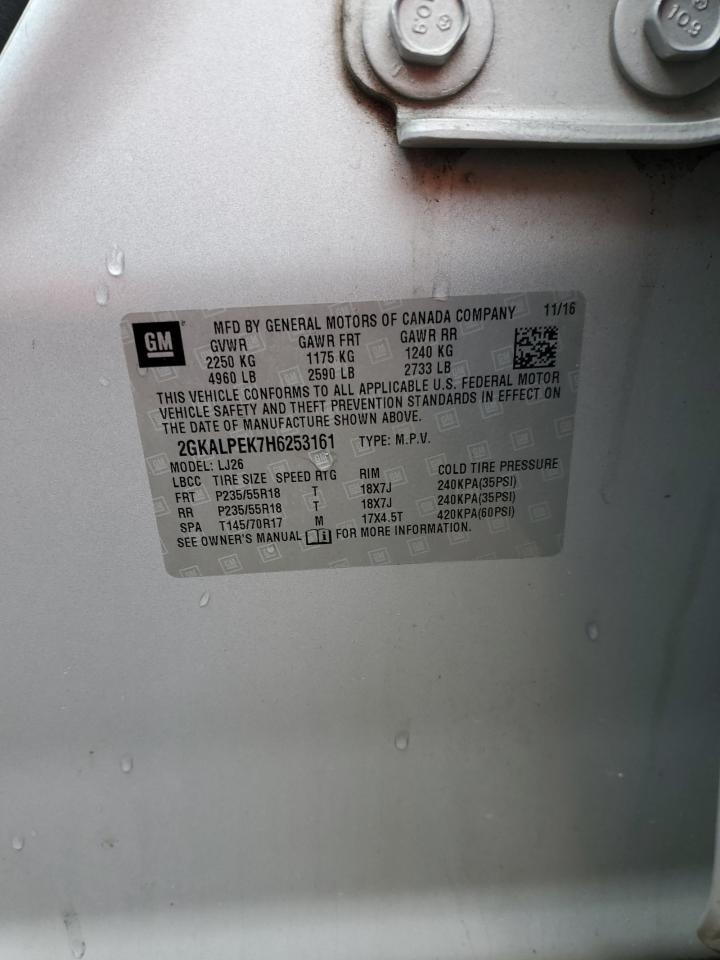 10.9
10.9
GM
MFD BY GENERAL MOTORS OF CANADA COMPANY 11/16
GVWR GAWR FRT GAWR RR
2250 KG 1175 KG 1240 KG
4960 LB 2590 LB 2733 LB
THIS VEHICLE CONFORMS TO ALL APPLICABLE U.S. FEDERAL MOTOR
VEHICLE SAFETY AND THEFT PREVENTION STANDARDS IN EFFECT ON
THE DATE OF MANUFACTURE SHOWN ABOVE.
2GKALPEK7H6253161 TYPE: M.P.V.
MODEL: LJ26
LBCC TIRE SIZE SPEED RTG RIM COLD TIRE PRESSURE
FRT P235/55R18 T 18X7J 240KPA(35PSI)
RR P235/55R18 T 18X7J 240KPA(35PSI)
SPA T145/70R17 M 17X4.5T 420KPA(60PSI)
SEE OWNER'S MANUAL FOR MORE INFORMATION.